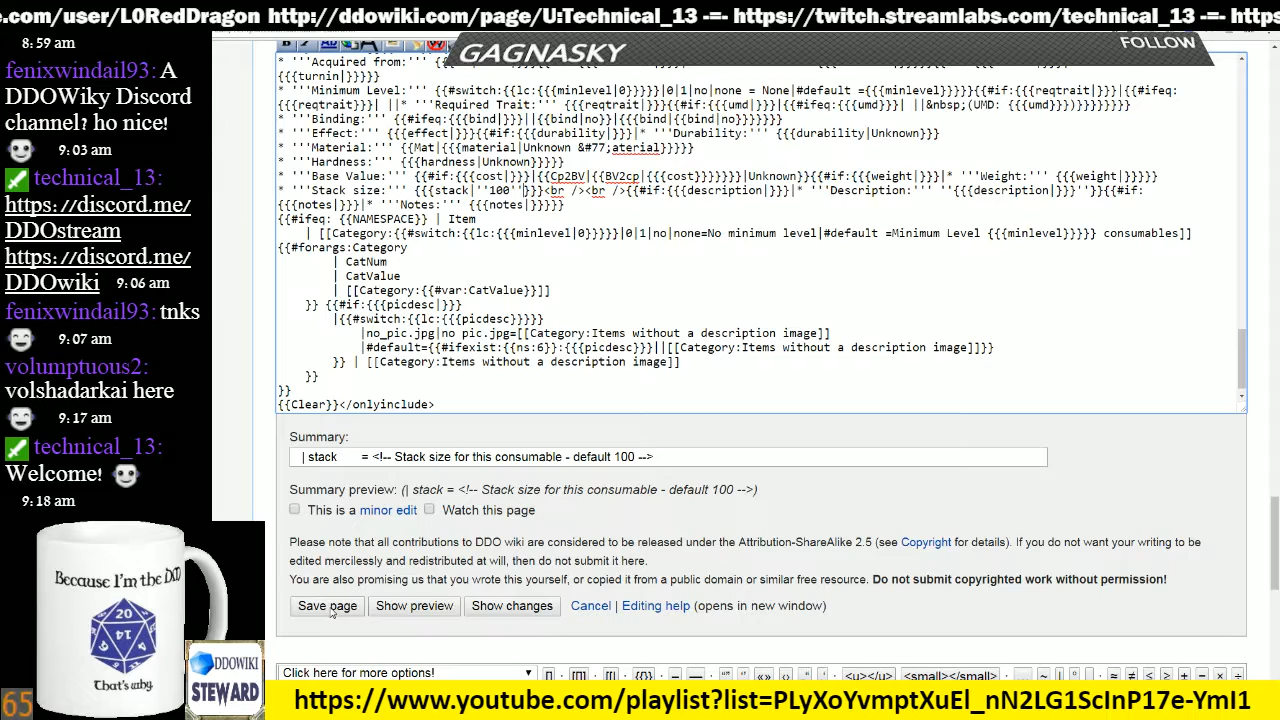 e.com/user/L0RedDragon http://ddowiki.com/page/U:Technical_13 -=- https://twitch.streamlabs.com/technical_13 -=- https
8:59 am
fenixwindail93: A
DDOWiky Discord
channel? ho nice!
9:03 am
technical_13:
https://discord.me/
DDOstream
https://discord.me/
DDOwiki 9:06 am
fenixwindail93: tnks
9:07 am
volumptuous2:
volshadarkai here
9:17 am
technical_13:
Welcome!
9:18 am
Because I'm the DM
20
14
That's why.
DDOWIKI
STEWARD
65
GAGNASKY
FOLLOW
* '''Acquired from:'''
{{{turnin|}}}}}
* '''Minimum Level:''' {{#switch:{{lc:{{{minlevel|0}}}}}|0|1|no|none = None|#default ={{{minlevel}}}}}{{#if:{{{reqtrait|}}}|{{#ifeq:
{{{reqtrait}}}| ||* '''Required Trait:''' {{{reqtrait}}}{{#if:{{{umd|}}}|{{#ifeq:{{{umd}}}| ||&nbsp;(UMD: {{{umd}}})}}}}}}}}
* '''Binding:''' {{#ifeq:{{{bind|}}}||{{bind|no}}|{{{bind|{{bind|no}}}}}}}
* '''Effect:''' {{{effect|}}}{{#if:{{{durability|}}}|* '''Durability:''' {{{durability|Unknown}}}
* '''Material:''' {{Mat|{{{material|Unknown &#77;aterial}}}}}
* '''Hardness:''' {{{hardness|Unknown}}}}}
* '''Base Value:''' {{#if:{{{cost|}}}|{{Cp2BV|{{BV2cp|{{{cost}}}}}}}|Unknown}}{{#if:{{{weight|}}}|* '''Weight:''' {{{weight|}}}}}
* '''Stack size:''' {{{stack|''100''}}}<br /><br />{{#if:{{{description|}}}|* '''Description:''' ''{{{description|}}}''}}{{#if:
{{{notes|}}}|* '''Notes:''' {{{notes|}}}}}
{{#ifeq: {{NAMESPACE}} | Item
| [[Category:{{#switch:{{lc:{{{minlevel|0}}}}}|0|1|no|none=No minimum level|#default =Minimum Level {{{minlevel}}}}} consumables]]
{{#forargs:Category
| CatNum
| CatValue
| [[Category:{{#var:CatValue}}]]
}} {{#if:{{{picdesc|}}}
|{{#switch:{{lc:{{{picdesc}}}}}
|no_pic.jpg|no pic.jpg=[[Category:Items without a description image]]
|#default={{#ifexist:{{ns:6}}:{{{picdesc}}}||[[Category:Items without a description image]]}}
}} | [[Category:Items without a description image]]
}}
}}
{{Clear}}</onlyinclude>
Summary:
| stack = <!-- Stack size for this consumable - default 100 -->
Summary preview: (| stack = <!-- Stack size for this consumable - default 100 -->)
This is a minor edit Watch this page
Please note that all contributions to DDO wiki are considered to be released under the Attribution-ShareAlike 2.5 (see Copyright for details). If you do not want your writing to be
edited mercilessly and redistributed at will, then do not submit it here.
You are also promising us that you wrote this yourself, or copied it from a public domain or similar free resource. Do not submit copyrighted work without permission!
Save page Show preview Show changes Cancel | Editing help (opens in new window)
Click here for more options!
<u></u> <small></small>
https://www.youtube.com/playlist?list=PLyXoYvmptXuEl_nN2LG1ScInP17e-YmI1